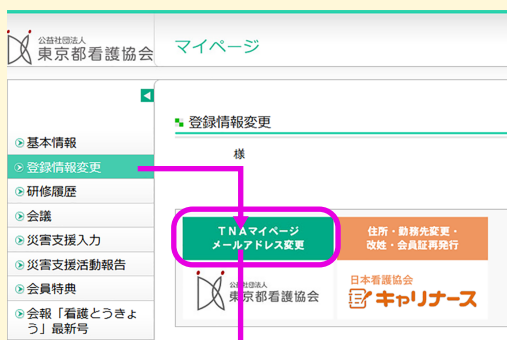 公益社団法人
東京都看護協会
マイページ
基本情報
登録情報変更
研修履歴
会議
災害支援入力
災害支援活動報告
会員特典
会報「看護とうきょ
う」最新号
登録情報変更
様
TNAマイページ
メールアドレス変更
住所・勤務先変更・
改姓・会員証再発行
公益社団法人
東京都看護協会
日本看護協会
キャリナース